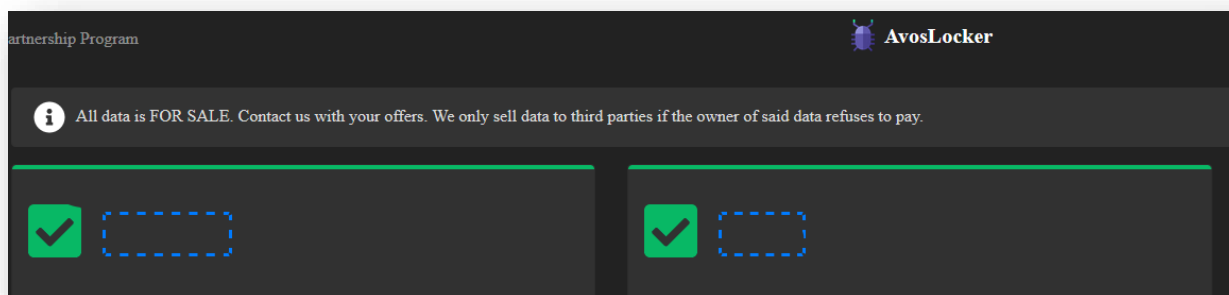 artnership Program
AvosLocker
All data is FOR SALE. Contact us with your offers. We only sell data to third parties if the owner of said data refuses to pay.